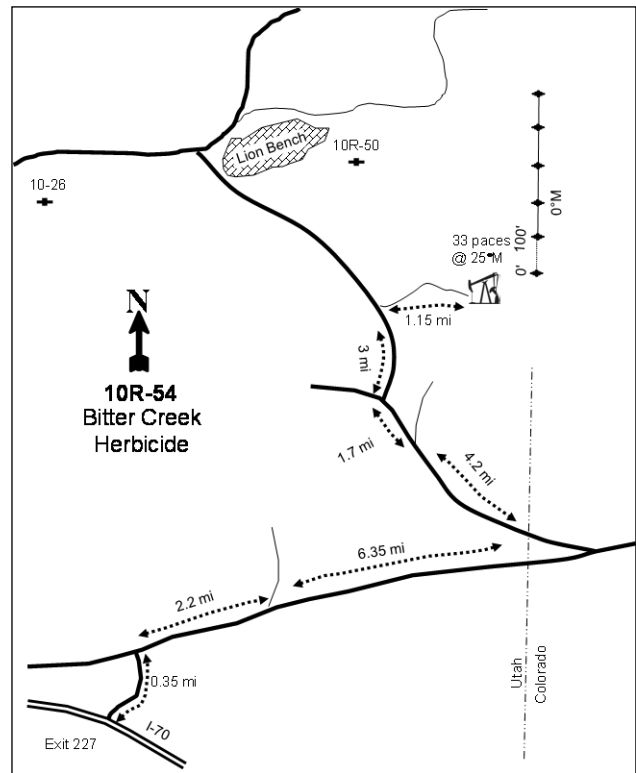 Lion Bench
10R-50
10-26
0°M
100'
0'
33 paces
@ 25°M
1.15 mi
3 mi
N
10R-54
Bitter Creek
Herbicide
1.7 mi
4.2 mi
6.35 mi
2.2 mi
0.35 mi
Utah
Colorado
I-70
Exit 227